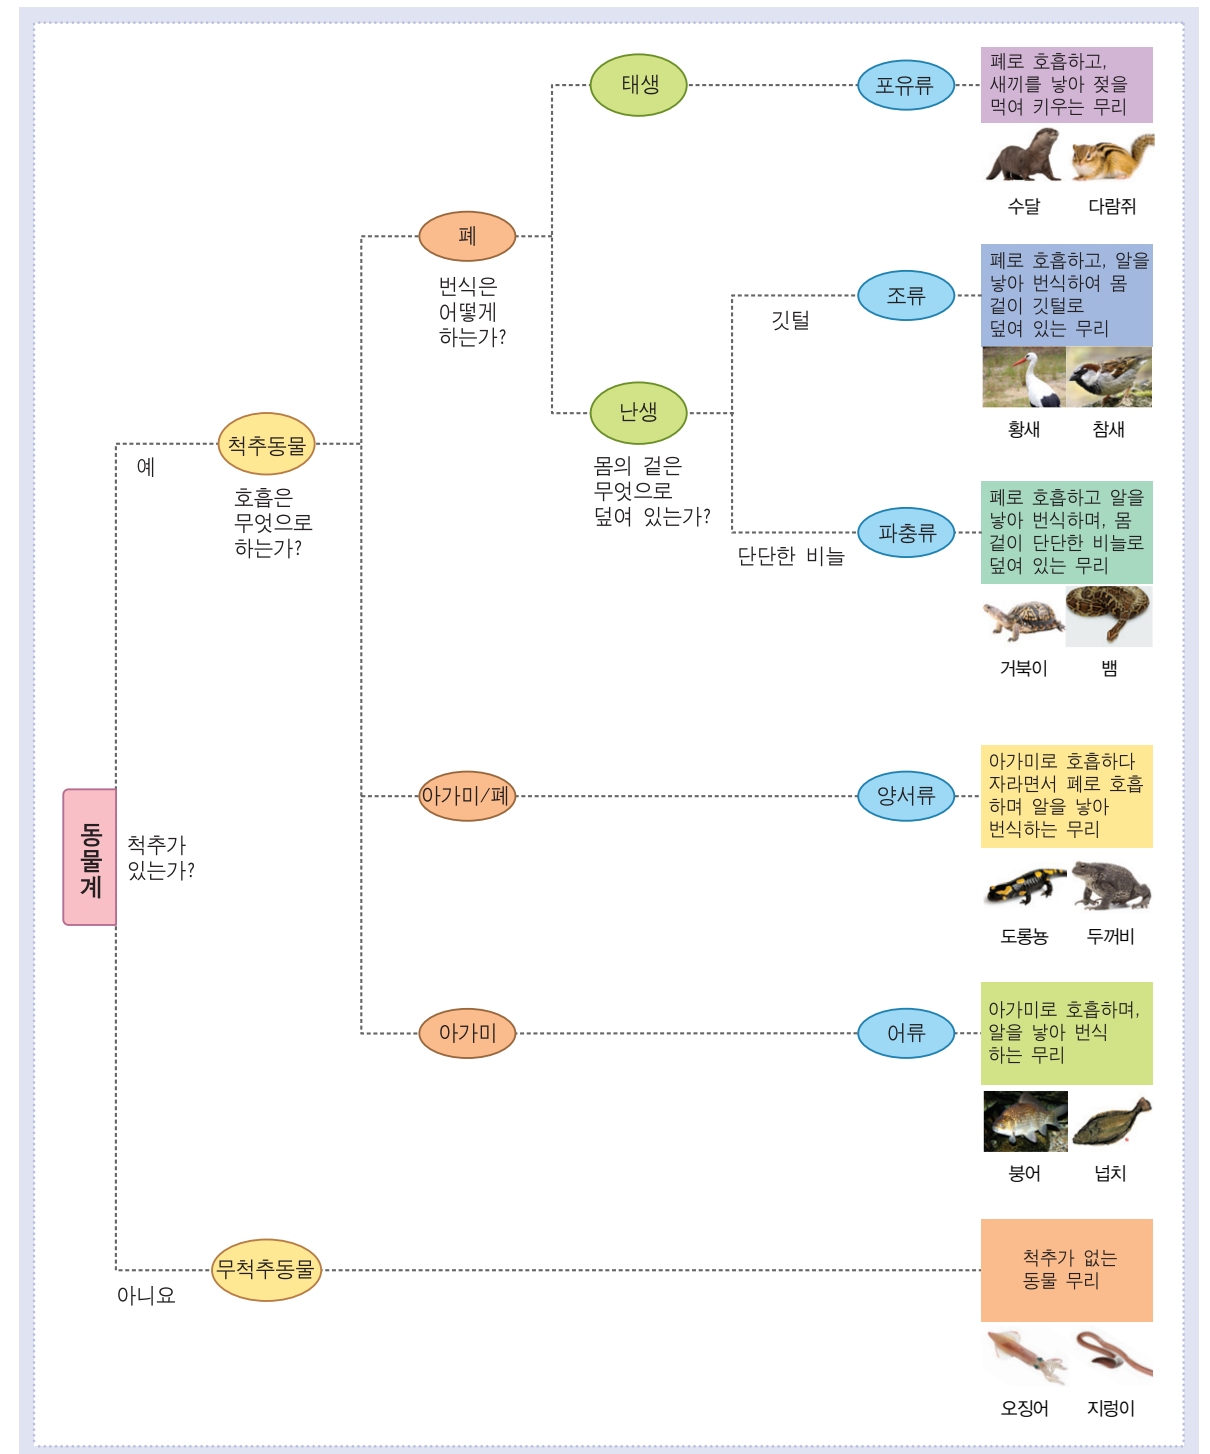 동물계
척추가
있는가?
예
척추동물
호흡은
무엇으로
하는가?
폐
번식은
어떻게
하는가?
태생
포유류
폐로 호흡하고,
새끼를 낳아 젖을
먹여 키우는 무리
수달
다람쥐
난생
몸의 겉은
무엇으로
덮여 있는가?
깃털
조류
폐로 호흡하고, 알을
낳아 번식하여 몸
겉이 깃털로
덮여 있는 무리
황새
참새
단단한 비늘
파충류
폐로 호흡하고 알을
낳아 번식하며, 몸
겉이 단단한 비늘로
덮여 있는 무리
거북이
뱀
아가미/폐
양서류
아가미로 호흡하다
자라면서 폐로 호흡
하며 알을 낳아
번식하는 무리
도롱뇽
두꺼비
아가미
어류
아가미로 호흡하며,
알을 낳아 번식
하는 무리
붕어
넙치
아니요
무척추동물
척추가 없는
동물 무리
오징어
지렁이